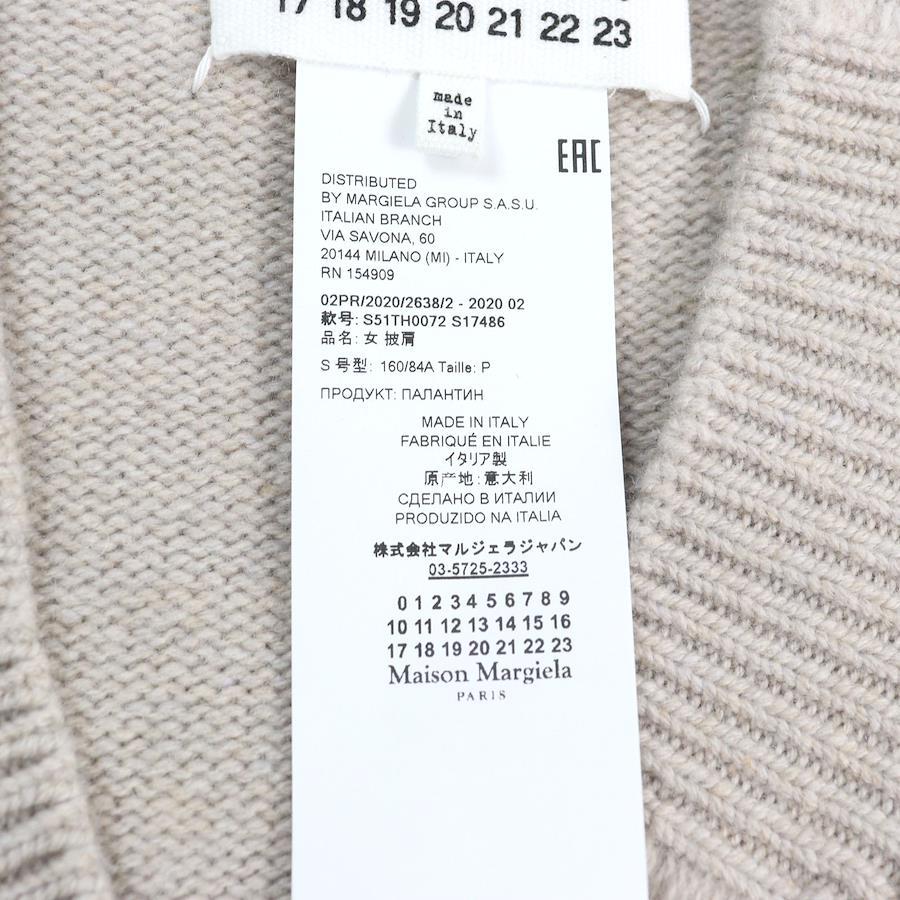 17 18 19 20 21 22 23
made
in
Italy
EAC
DISTRIBUTED
BY MARGIELA GROUP S.A.S.U.
ITALIAN BRANCH
VIA SAVONA, 60
20144 MILANO (MI) - ITALY
RN 154909
02PR/2020/2638/2 - 2020 02
款号: S51TH0072 S17486
品名: 女 披肩
S 号型: 160/84A Taille: P
ПРОДУКТ: ПАЛАНТИН
MADE IN ITALY
FABRIQUÉ EN ITALIE
イタリア製
原产地: 意大利
СДЕЛАНО В ИТАЛИИ
PRODUZIDO NA ITALIA
株式会社マルジェラジャパン
03-5725-2333
0 1 2 3 4 5 6 7 8 9
10 11 12 13 14 15 16
17 18 19 20 21 22 23
Maison Margiela
PARIS